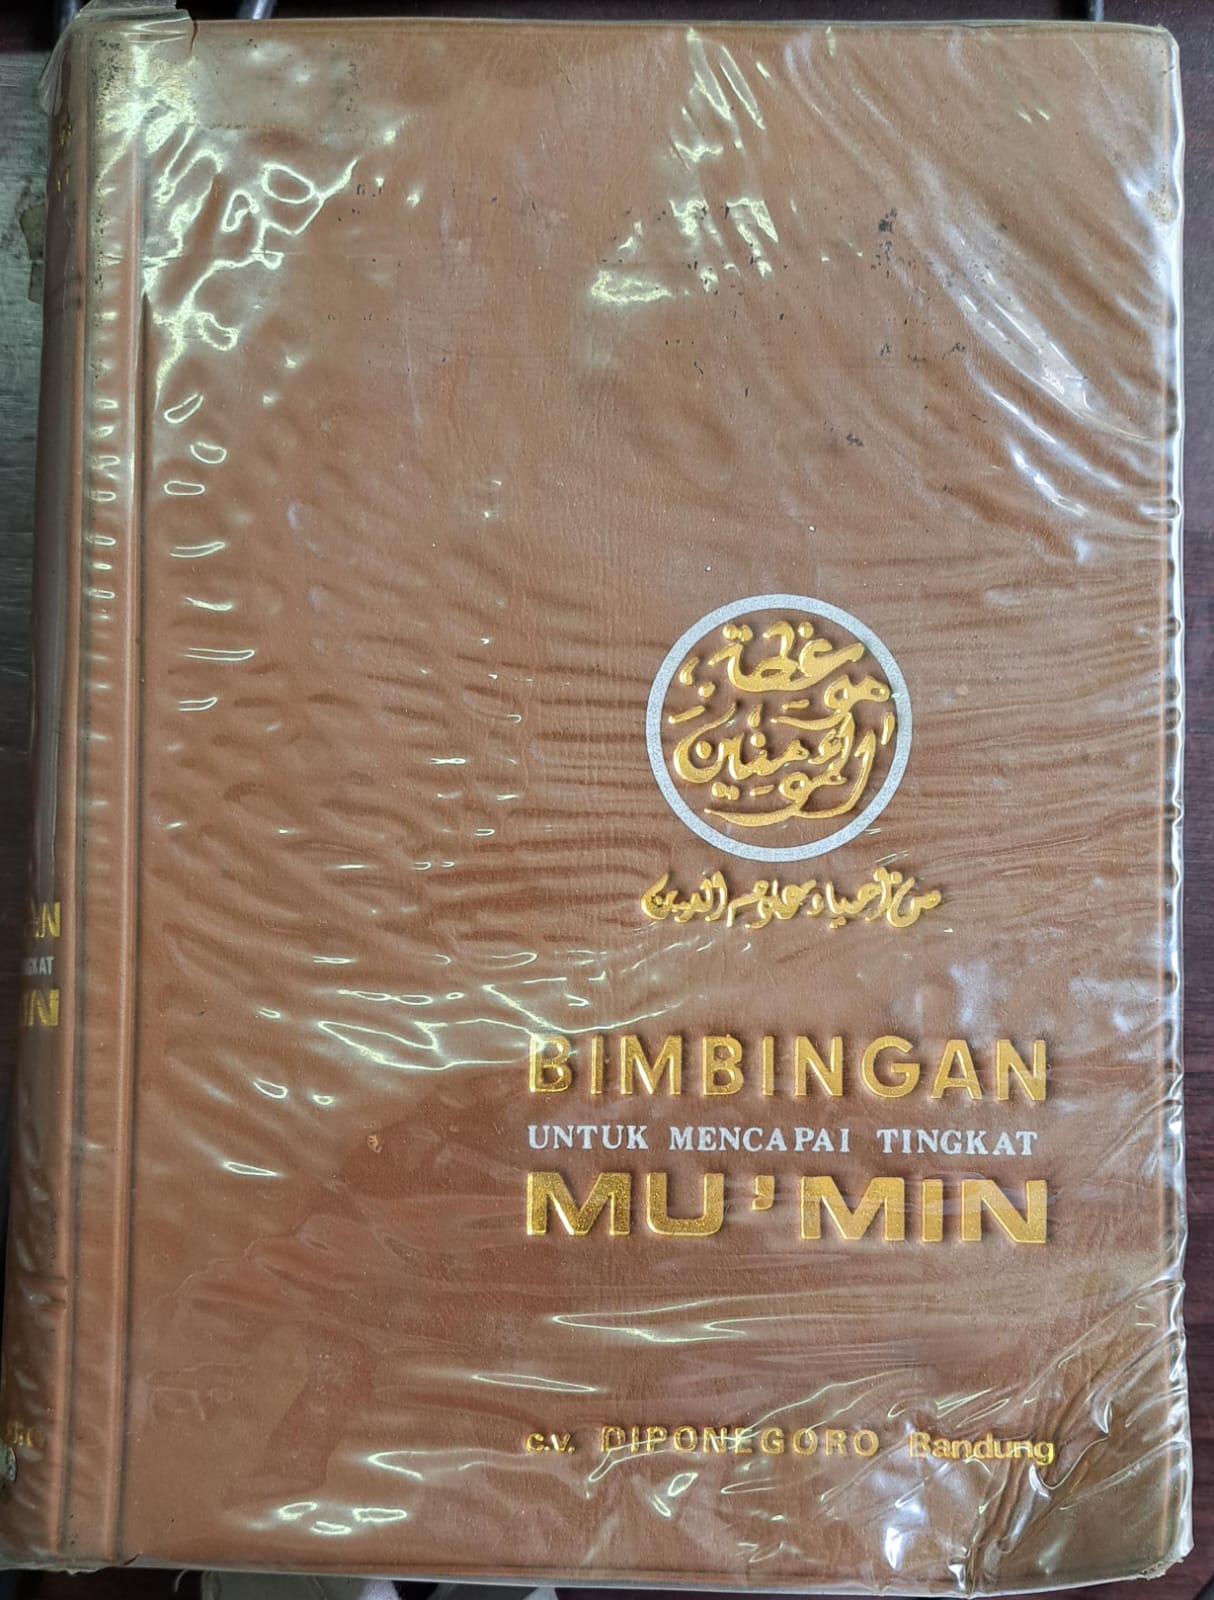 موعظة
المؤمنين
من إحياء علوم الدين
BIMBINGAN
UNTUK MENCAPAI TINGKAT
MU'MIN
C.V. DIPONEGORO Bandung